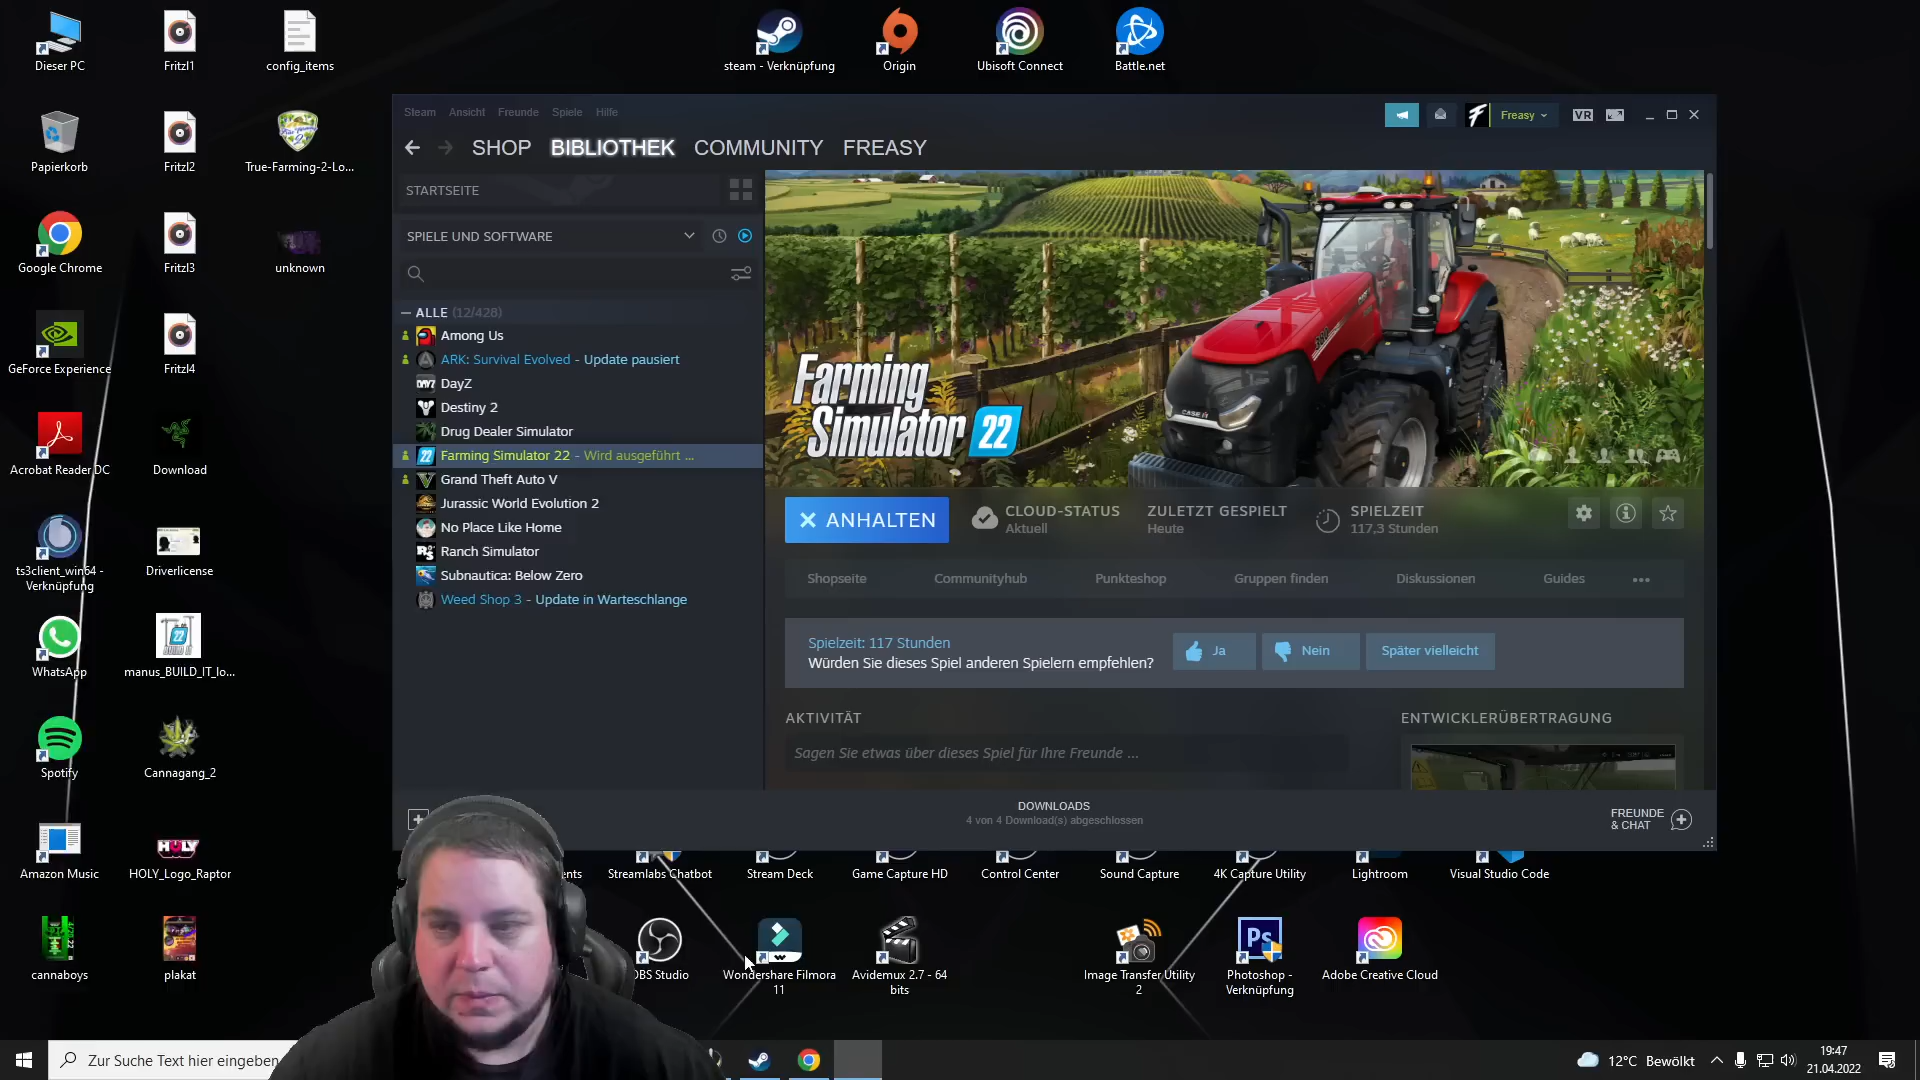 Dieser PC
Fritzl1
config_items
steam - Verknüpfung
Origin
Ubisoft Connect
Battle.net
Papierkorb
Fritzl2
True-Farming-2-Lo...
Google Chrome
Fritzl3
unknown
GeForce Experience
Fritzl4
Acrobat Reader DC
Download
ts3client_win64 -
Verknüpfung
Driverlicense
WhatsApp
manus_BUILD_IT_lo...
Spotify
Cannagang_2
Amazon Music
HOLY
HOLY_Logo_Raptor
cannaboys
plakat
Steam Ansicht Freunde Spiele Hilfe
Freasy
VR
SHOP BIBLIOTHEK COMMUNITY FREASY
STARTSEITE
SPIELE UND SOFTWARE
ALLE (12/428)
Among Us
ARK: Survival Evolved - Update pausiert
DayZ
Destiny 2
Drug Dealer Simulator
Farming Simulator 22 - Wird ausgeführt ...
Grand Theft Auto V
Jurassic World Evolution 2
No Place Like Home
Ranch Simulator
Subnautica: Below Zero
Weed Shop 3 - Update in Warteschlange
Farming
Simulator 22
CASE IH
ANHALTEN
CLOUD-STATUS
Aktuell
ZULETZT GESPIELT
Heute
SPIELZEIT
117,3 Stunden
Shopseite Communityhub Punkteshop Gruppen finden Diskussionen Guides
Spielzeit: 117 Stunden
Würden Sie dieses Spiel anderen Spielern empfehlen?
Ja
Nein
Später vielleicht
AKTIVITÄT
ENTWICKLERÜBERTRAGUNG
Sagen Sie etwas über dieses Spiel für Ihre Freunde ...
DOWNLOADS
4 von 4 Download(s) abgeschlossen
FREUNDE
& CHAT
Streamlabs Chatbot
Stream Deck
Game Capture HD
Control Center
Sound Capture
4K Capture Utility
Lightroom
Visual Studio Code
OBS Studio
Wondershare Filmora
11
Avidemux 2.7 - 64
bits
Image Transfer Utility
2
Ps
Photoshop -
Verknüpfung
Adobe Creative Cloud
Zur Suche Text hier eingeben
12°C Bewölkt
19:47
21.04.2022